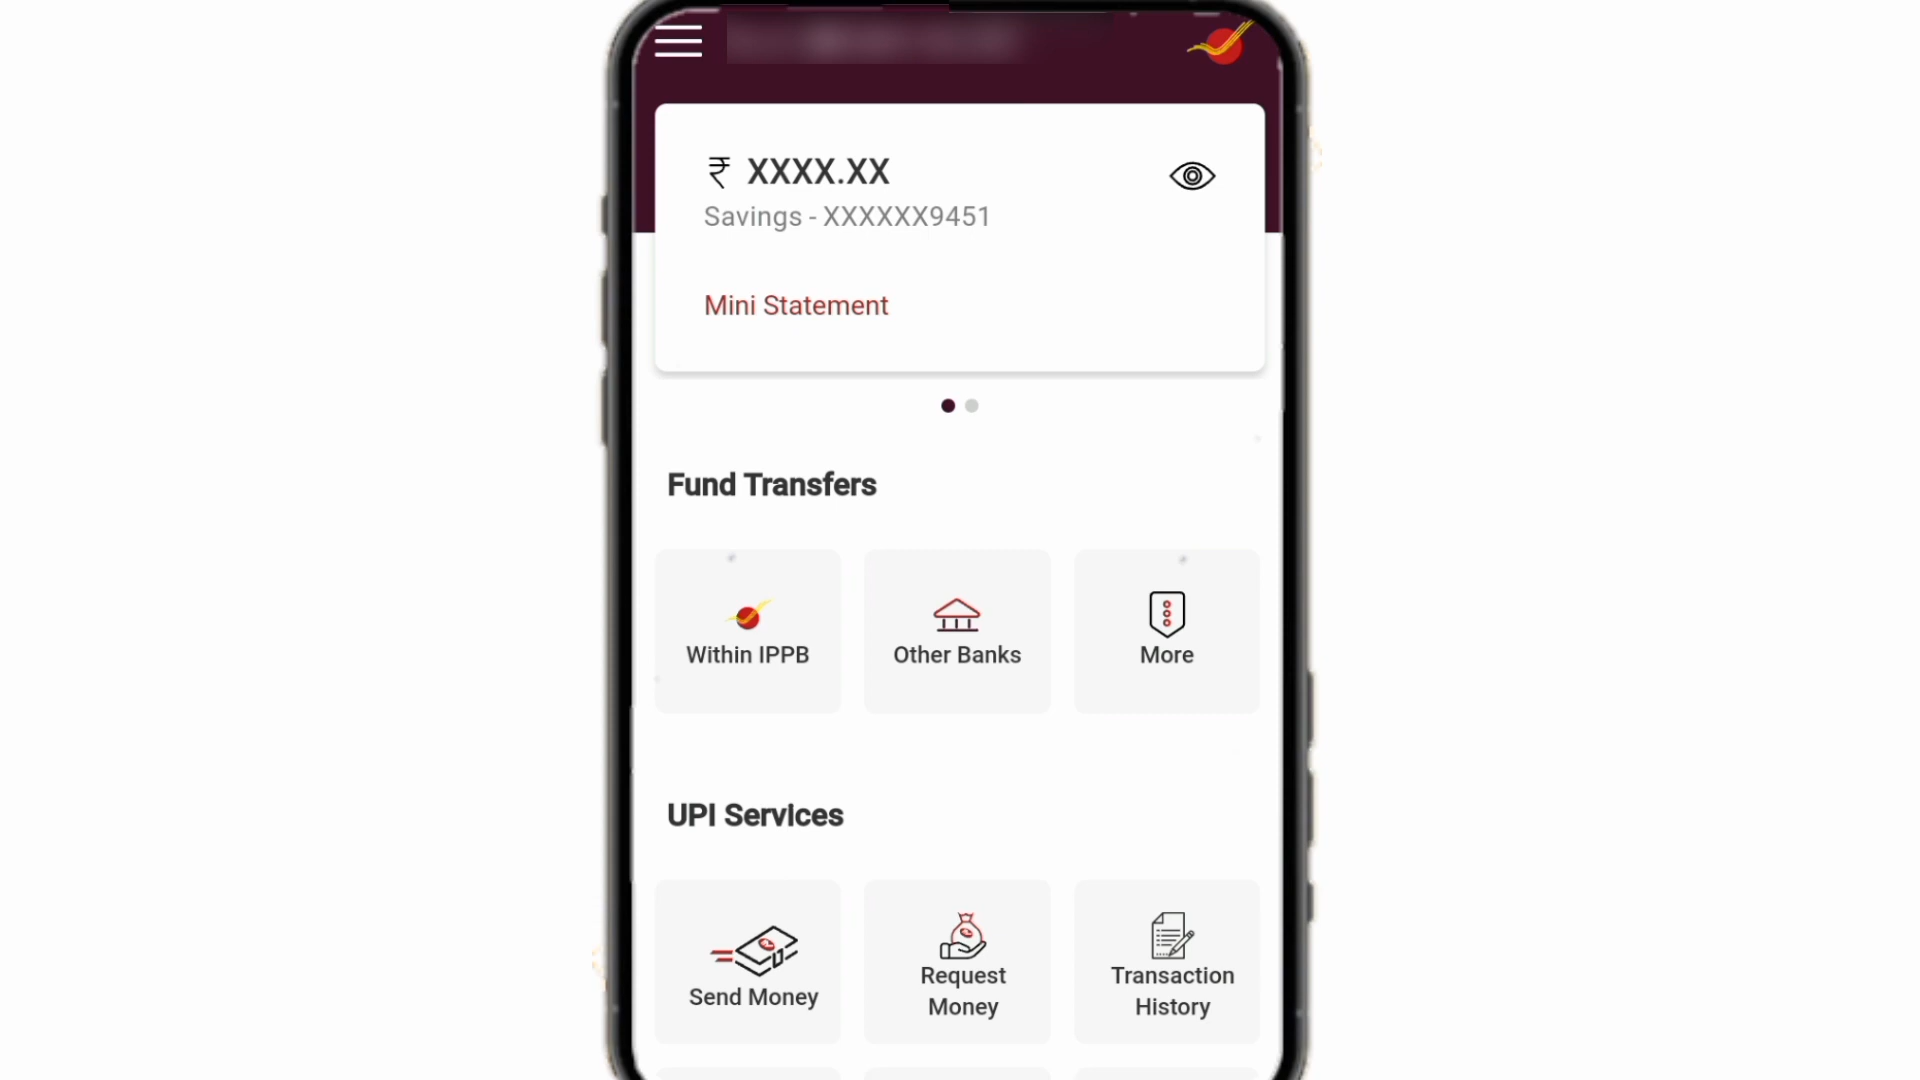 ₹ XXXX.XX
Savings - XXXXXX9451
Mini Statement
Fund Transfers
Within IPPB
Other Banks
More
UPI Services
Send Money
Request
Money
Transaction
History